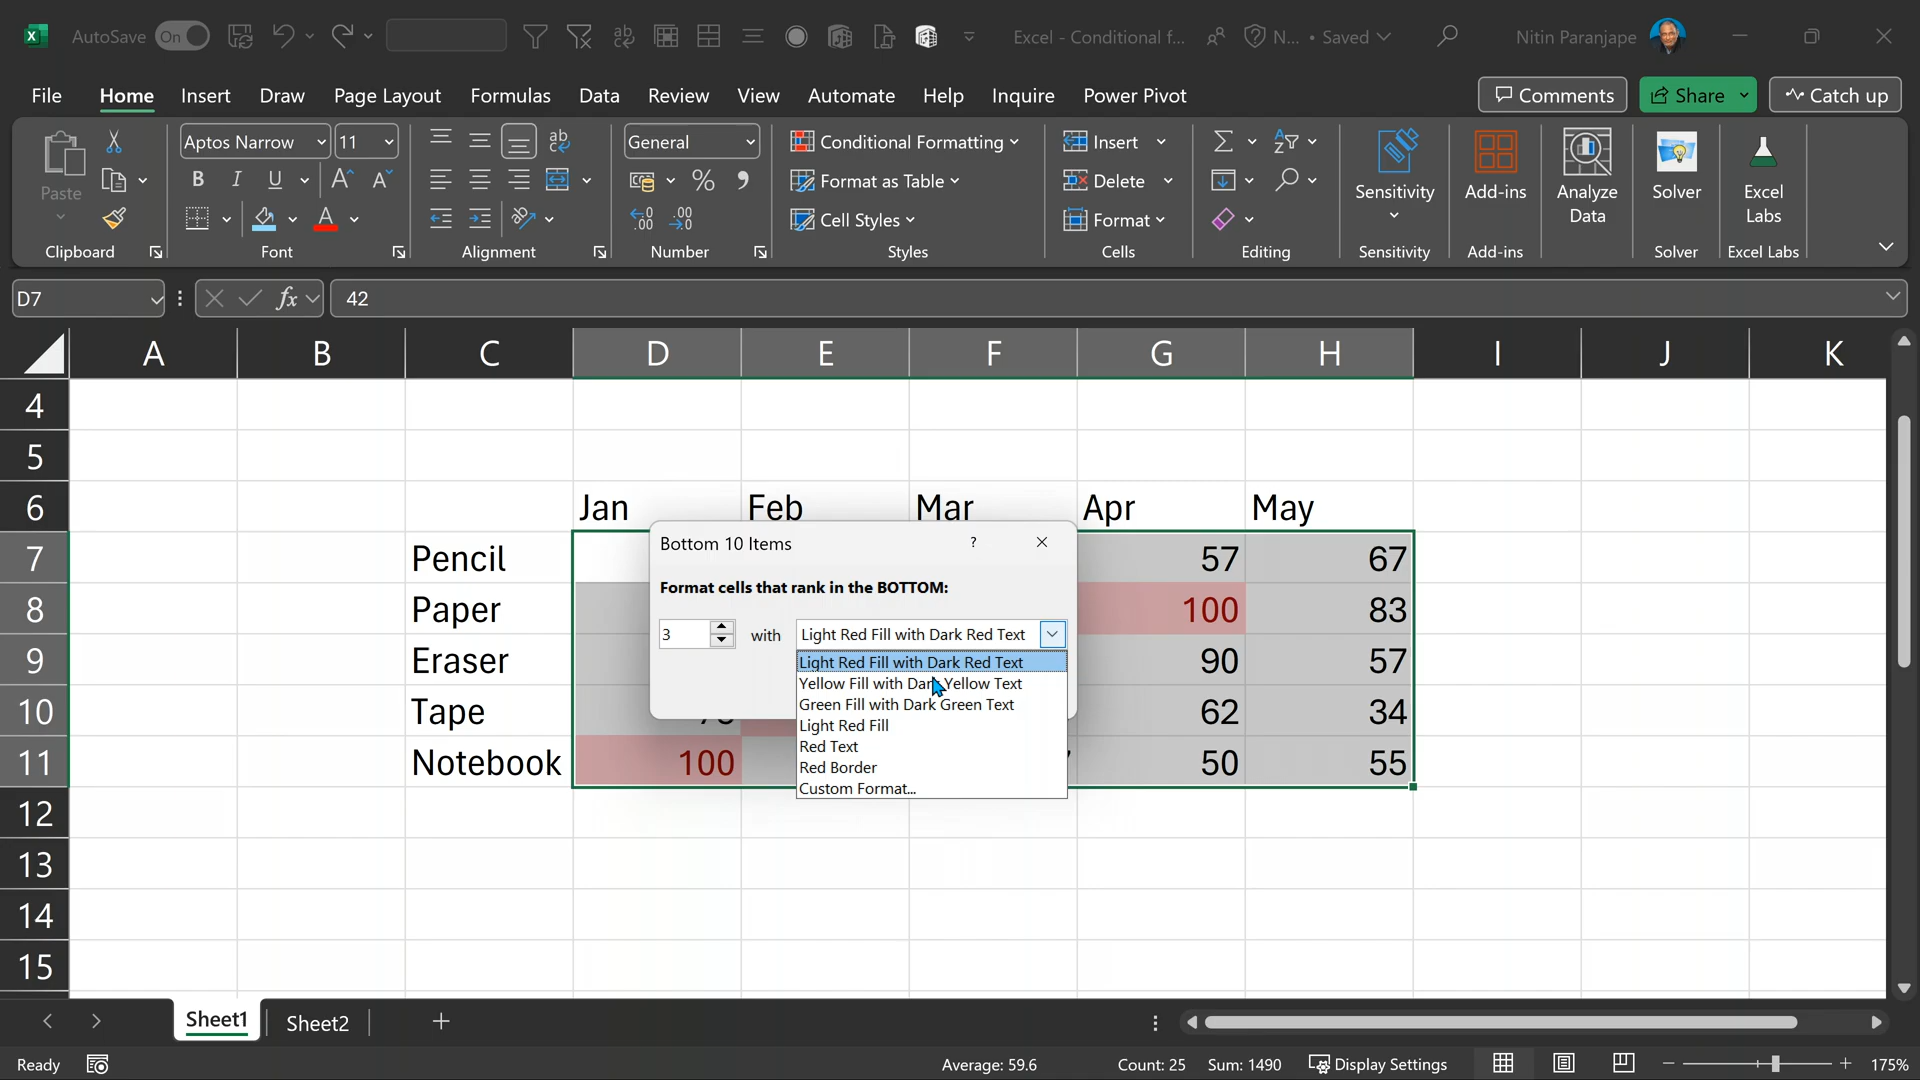 AutoSave On Excel - Conditional f... N... • Saved Nitin Paranjape
File Home Insert Draw Page Layout Formulas Data Review View Automate Help Inquire Power Pivot Comments Share Catch up
Paste
Aptos Narrow 11
B I U A A
ab
General
% 9
Conditional Formatting
Format as Table
Cell Styles
Insert
Delete
Format
Sensitivity
Add-ins
Analyze
Data
Solver
Excel
Labs
Clipboard Font Alignment Number Styles Cells Editing Sensitivity Add-ins Solver Excel Labs
D7 fx 42
A B C D E F G H I J K
4
5
6 Jan Feb Mar Apr May
7 Pencil 57 67
8 Paper 100 83
9 Eraser 90 57
10 Tape 62 34
11 Notebook 100 50 55
12
13
14
15
Bottom 10 Items ?
Format cells that rank in the BOTTOM:
3 with Light Red Fill with Dark Red Text
Light Red Fill with Dark Red Text
Yellow Fill with Dark Yellow Text
Green Fill with Dark Green Text
Light Red Fill
Red Text
Red Border
Custom Format...
Sheet1 Sheet2
Ready Average: 59.6 Count: 25 Sum: 1490 Display Settings 175%